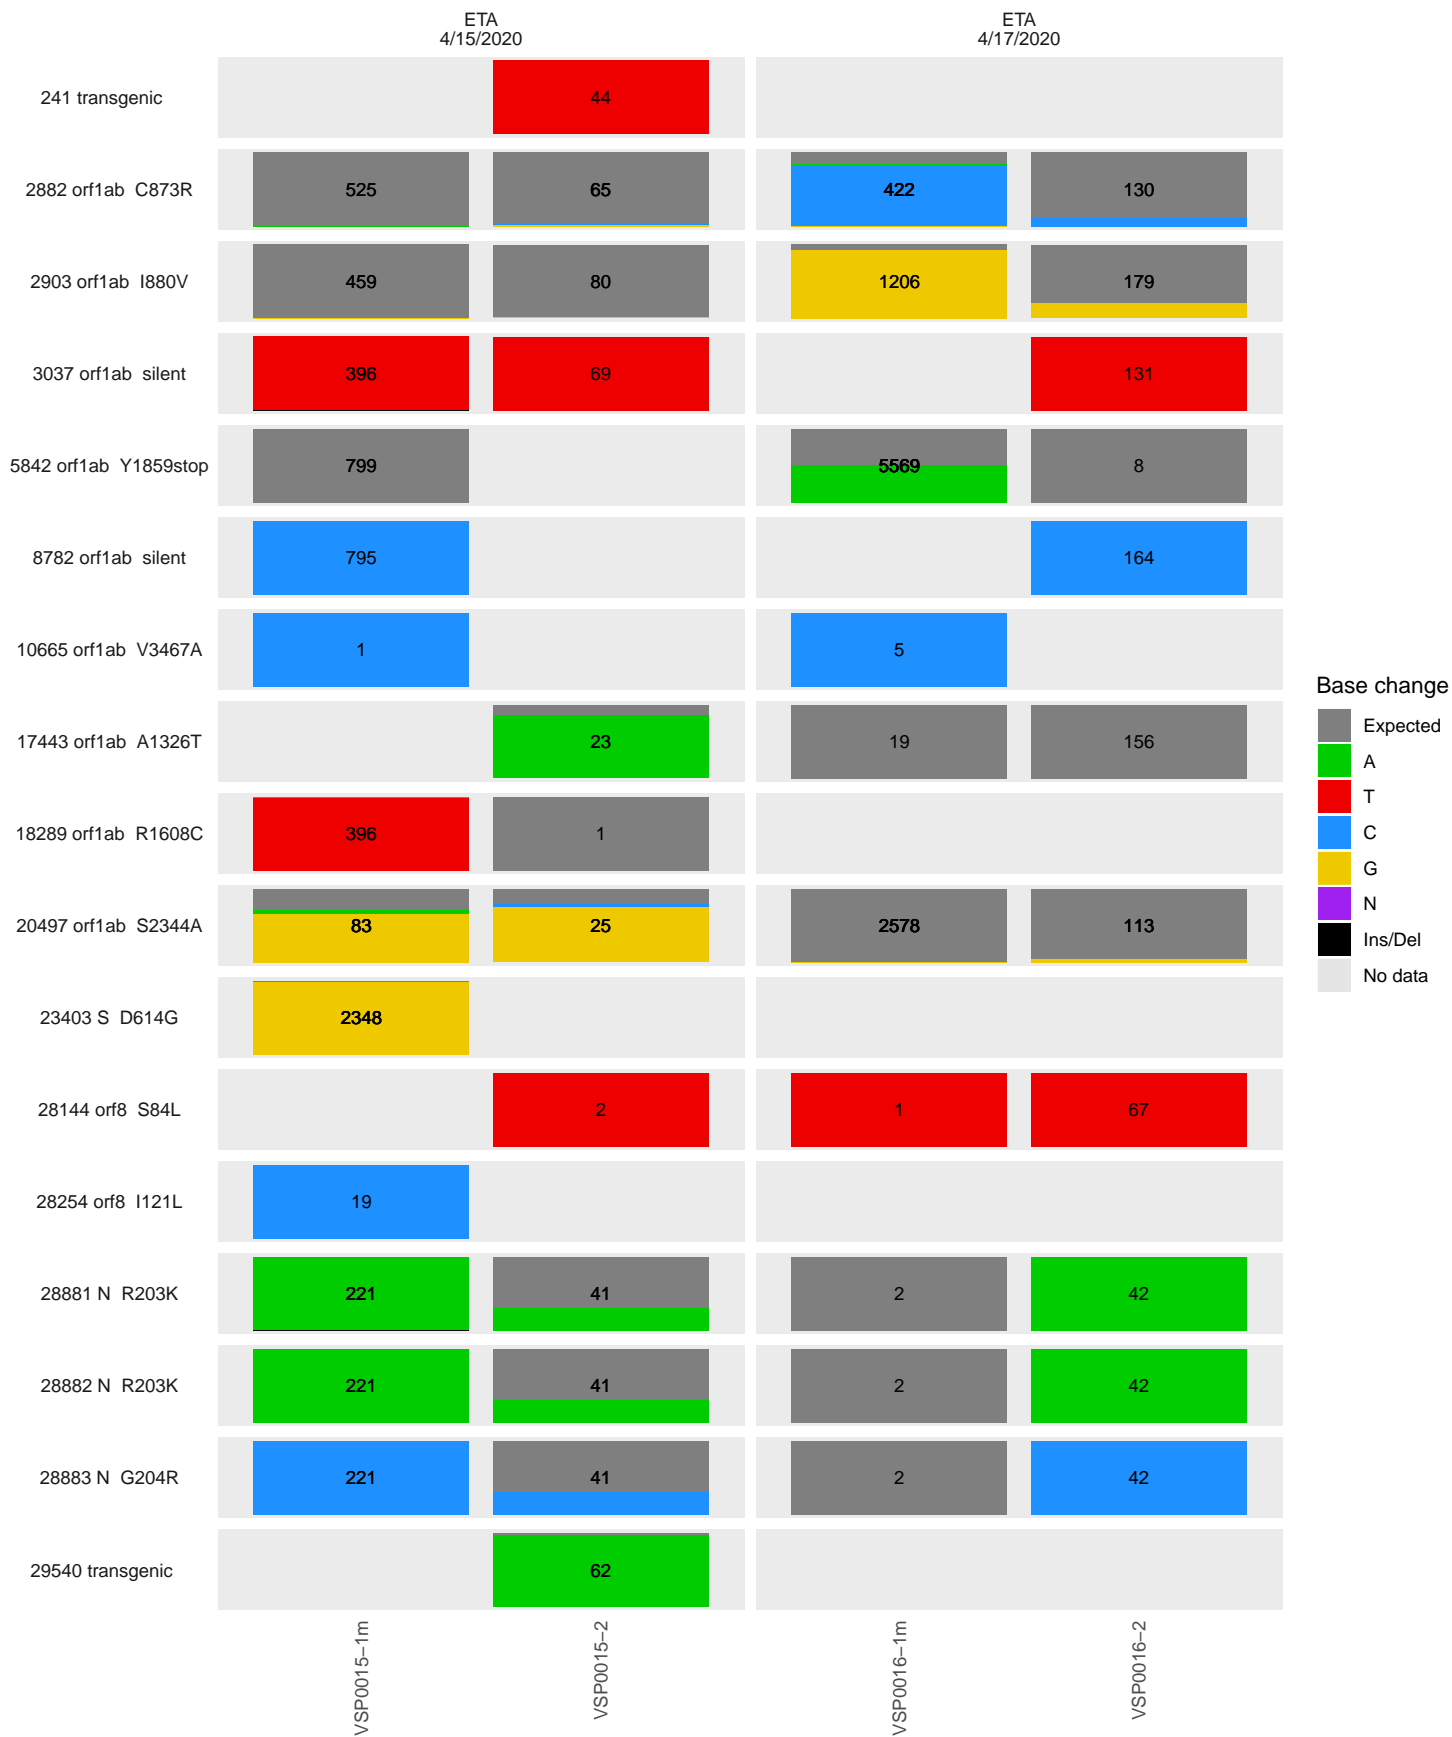 ETA
4/15/2020
ETA
4/17/2020
241 transgenic
44
2882 orf1ab C873R
525
65
422
130
2903 orf1ab I880V
459
80
1206
179
3037 orf1ab silent
396
69
131
5842 orf1ab Y1859stop
799
5569
8
8782 orf1ab silent
795
164
10665 orf1ab V3467A
1
5
17443 orf1ab A1326T
23
19
156
18289 orf1ab R1608C
396
1
20497 orf1ab S2344A
83
25
2578
113
23403 S D614G
2348
28144 orf8 S84L
2
1
67
28254 orf8 I121L
19
28881 N R203K
221
41
2
42
28882 N R203K
221
41
2
42
28883 N G204R
221
41
2
42
29540 transgenic
62
VSP0015−1m
VSP0015−2
VSP0016−1m
VSP0016−2
Base change
Expected
A
T
C
G
N
Ins/Del
No data